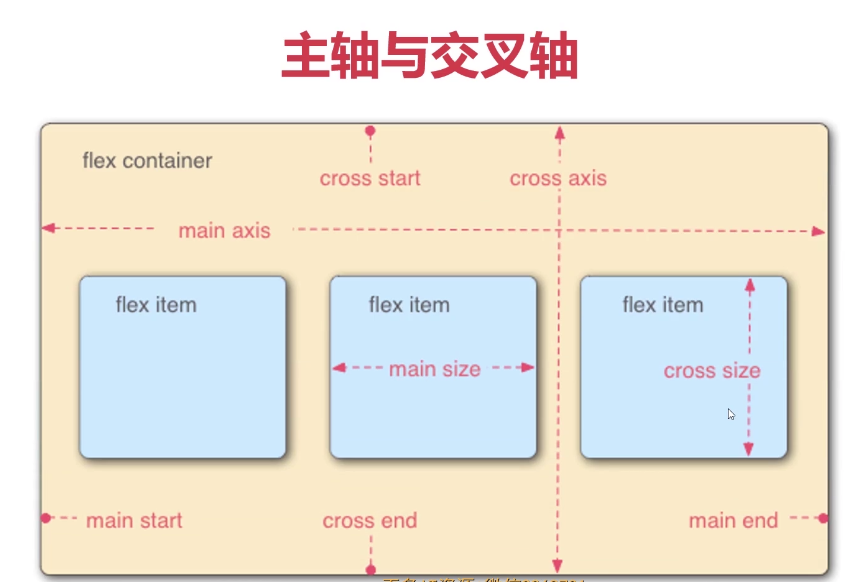 主轴与交叉轴
flex container
cross start
cross axis
main axis
flex item
flex item
flex item
main size
cross size
main start
cross end
main end